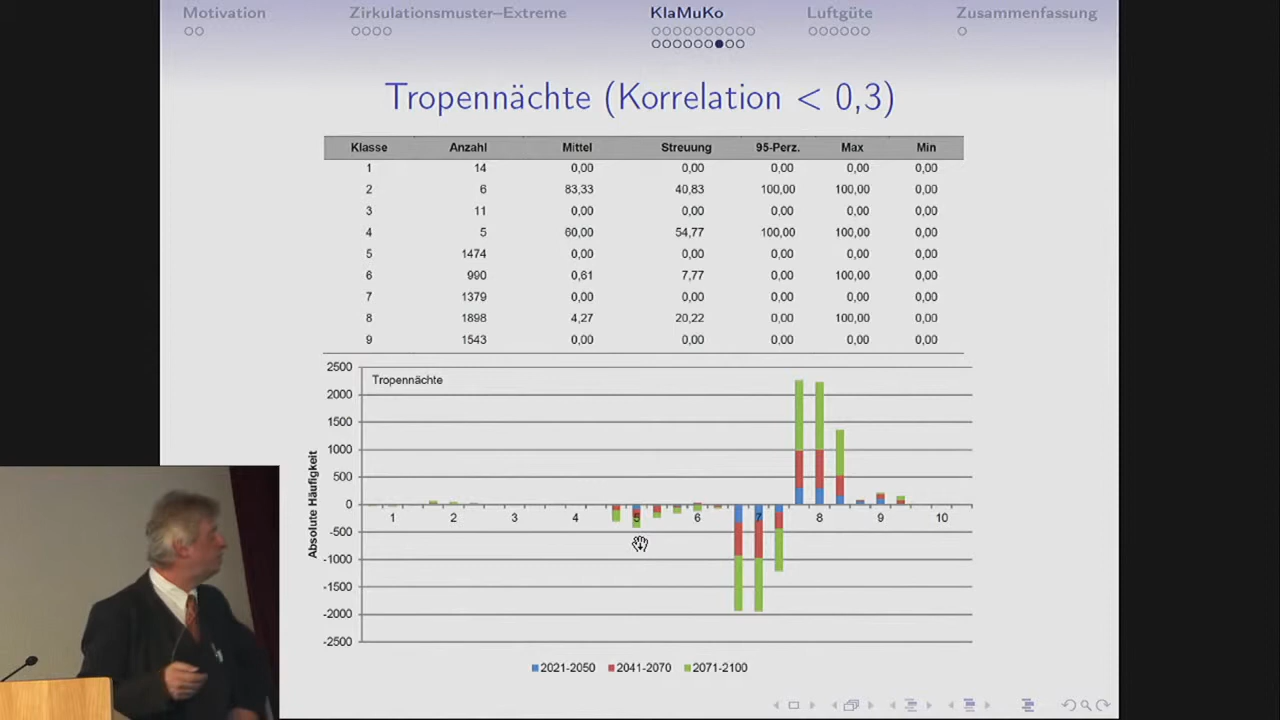 Motivation Zirkulationsmuster–Extreme KlaMuKo Luftgüte Zusammenfassung
Tropennächte (Korrelation < 0,3)
Klasse Anzahl Mittel Streuung 95-Perz. Max Min
1 14 0,00 0,00 0,00 0,00 0,00
2 6 83,33 40,83 100,00 100,00 0,00
3 11 0,00 0,00 0,00 0,00 0,00
4 5 60,00 54,77 100,00 100,00 0,00
5 1474 0,00 0,00 0,00 0,00 0,00
6 990 0,61 7,77 0,00 100,00 0,00
7 1379 0,00 0,00 0,00 0,00 0,00
8 1898 4,27 20,22 0,00 100,00 0,00
9 1543 0,00 0,00 0,00 0,00 0,00
2500
Tropennächte
2000
1500
1000
500
0
1 2 3 4 5 6 7 8 9 10
-500
-1000
-1500
-2000
-2500
Absolute Häufigkeit
2021-2050 2041-2070 2071-2100